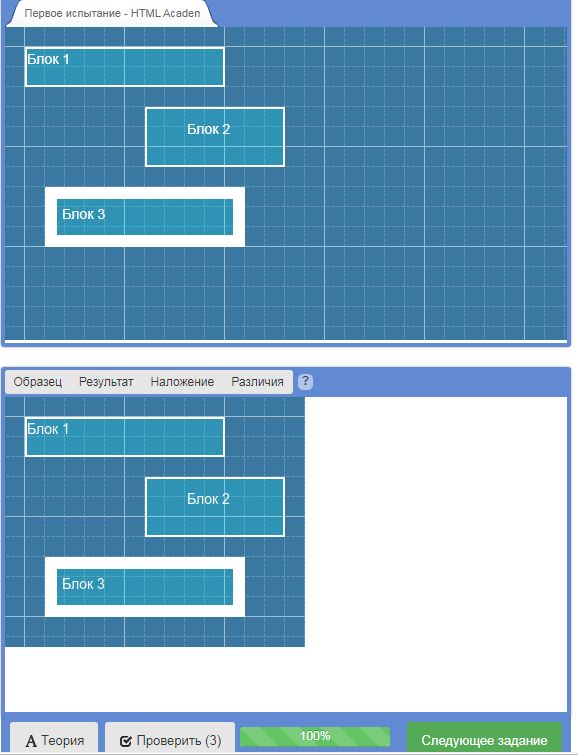 Первое испытание - HTML Acaden
Блок 1
Блок 2
Блок 3
Образец Результат Наложение Различия ?
Блок 1
Блок 2
Блок 3
A Теория Проверить (3) 100% Следующее задание